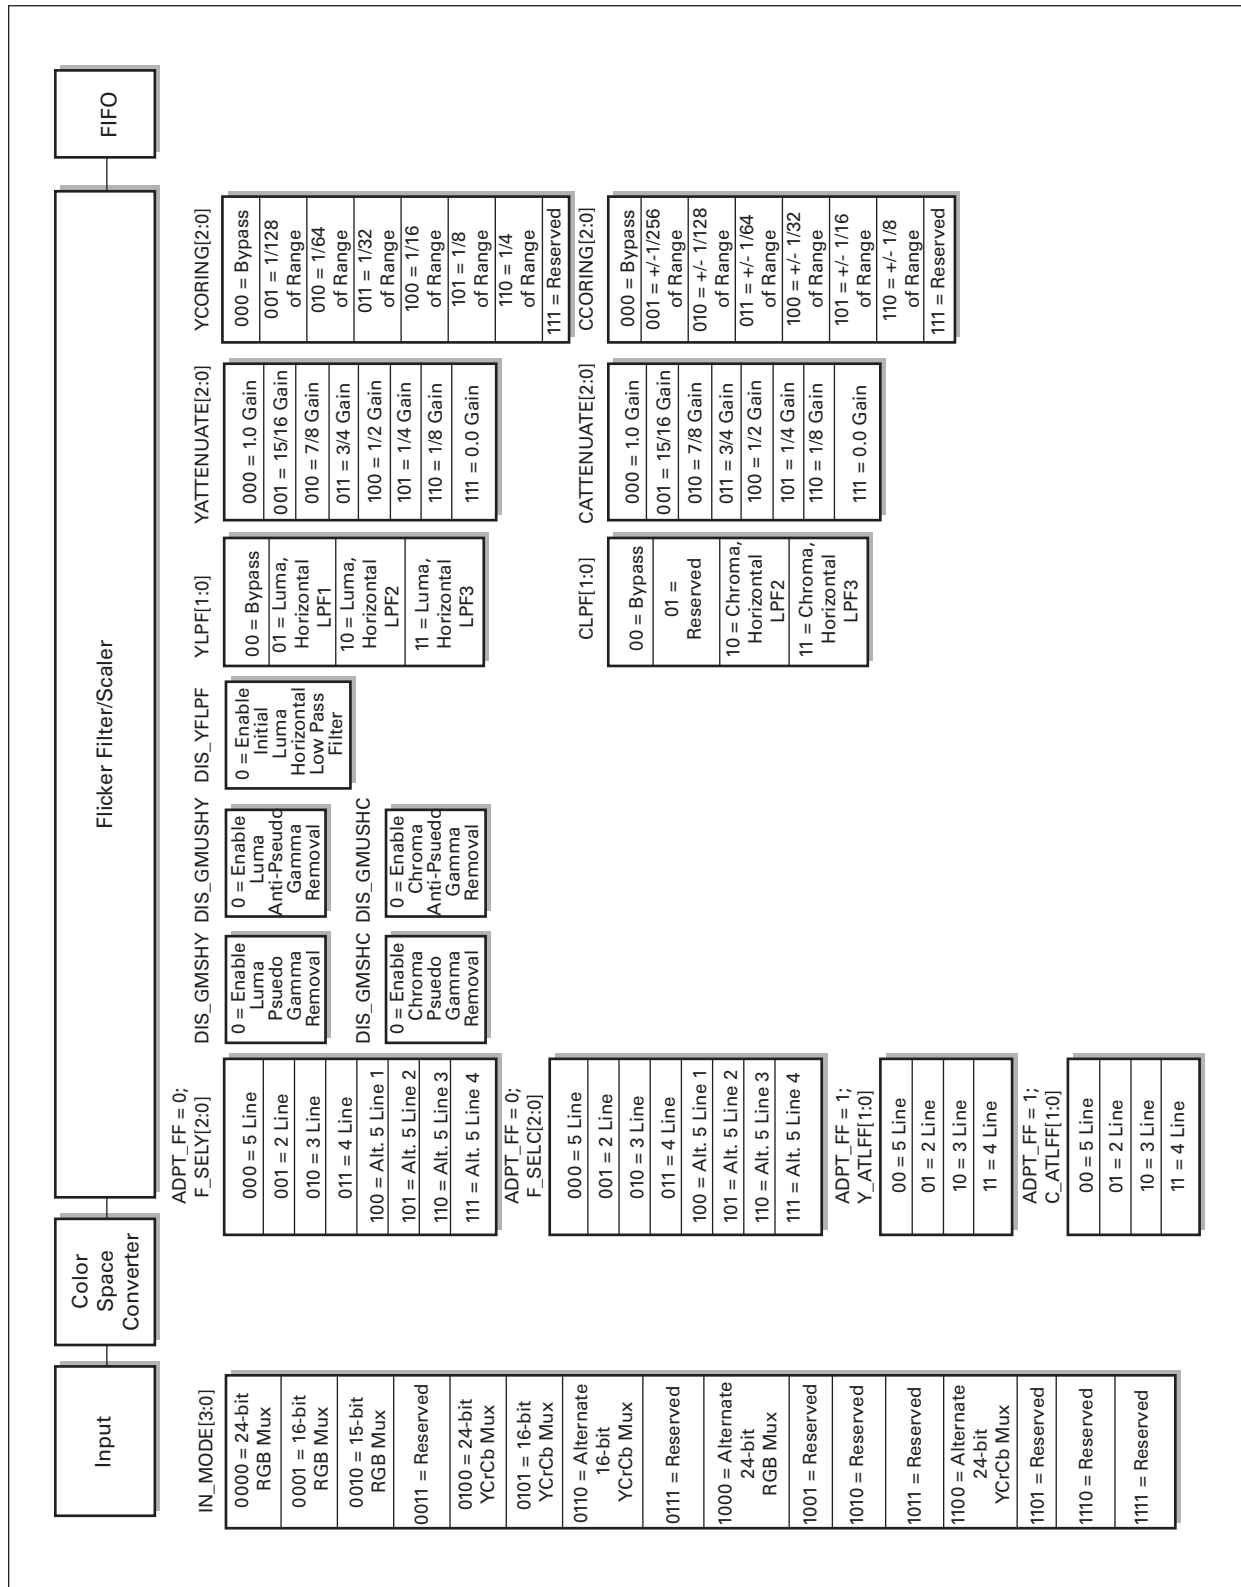 Input
Color
Space
Converter
Flicker Filter/Scaler
FIFO
IN_MODE[3:0]
0000 = 24-bit
RGB Mux
0001 = 16-bit
RGB Mux
0010 = 15-bit
RGB Mux
0011 = Reserved
0100 = 24-bit
YCrCb Mux
0101 = 16-bit
YCrCb Mux
0110 = Alternate
16-bit
YCrCb Mux
0111 = Reserved
1000 = Alternate
24-bit
RGB Mux
1001 = Reserved
1010 = Reserved
1011 = Reserved
1100 = Alternate
24-bit
YCrCb Mux
1101 = Reserved
1110 = Reserved
1111 = Reserved
ADPT_FF = 0;
F_SELY[2:0]
000 = 5 Line
001 = 2 Line
010 = 3 Line
011 = 4 Line
100 = Alt. 5 Line 1
101 = Alt. 5 Line 2
110 = Alt. 5 Line 3
111 = Alt. 5 Line 4
ADPT_FF = 0;
F_SELC[2:0]
000 = 5 Line
001 = 2 Line
010 = 3 Line
011 = 4 Line
100 = Alt. 5 Line 1
101 = Alt. 5 Line 2
110 = Alt. 5 Line 3
111 = Alt. 5 Line 4
ADPT_FF = 1;
Y_ATLFF[1:0]
00 = 5 Line
01 = 2 Line
10 = 3 Line
11 = 4 Line
ADPT_FF = 1;
C_ATLFF[1:0]
00 = 5 Line
01 = 2 Line
10 = 3 Line
11 = 4 Line
DIS_GMSHY
0 = Enable
Luma
Psuedo
Gamma
Removal
DIS_GMSHC
0 = Enable
Chroma
Psuedo
Gamma
Removal
DIS_GMUSHY
0 = Enable
Luma
Anti-Pseudo
Gamma
Removal
DIS_GMUSHC
0 = Enable
Chroma
Anti-Psuedo
Gamma
Removal
DIS_YFLPF
0 = Enable
Initial
Luma
Horizontal
Low Pass
Filter
YLPF[1:0]
00 = Bypass
01 = Luma,
Horizontal
LPF1
10 = Luma,
Horizontal
LPF2
11 = Luma,
Horizontal
LPF3
CLPF[1:0]
00 = Bypass
01 =
Reserved
10 = Chroma,
Horizontal
LPF2
11 = Chroma,
Horizontal
LPF3
YATTENUATE[2:0]
000 = 1.0 Gain
001 = 15/16 Gain
010 = 7/8 Gain
011 = 3/4 Gain
100 = 1/2 Gain
101 = 1/4 Gain
110 = 1/8 Gain
111 = 0.0 Gain
CATTENUATE[2:0]
000 = 1.0 Gain
001 = 15/16 Gain
010 = 7/8 Gain
011 = 3/4 Gain
100 = 1/2 Gain
101 = 1/4 Gain
110 = 1/8 Gain
111 = 0.0 Gain
YCORING[2:0]
000 = Bypass
001 = 1/128
of Range
010 = 1/64
of Range
011 = 1/32
of Range
100 = 1/16
of Range
101 = 1/8
of Range
110 = 1/4
of Range
111 = Reserved
CCORING[2:0]
000 = Bypass
001 = +/-1/256
of Range
010 = +/- 1/128
of Range
011 = +/- 1/64
of Range
100 = +/- 1/32
of Range
101 = +/- 1/16
of Range
110 = +/- 1/8
of Range
111 = Reserved